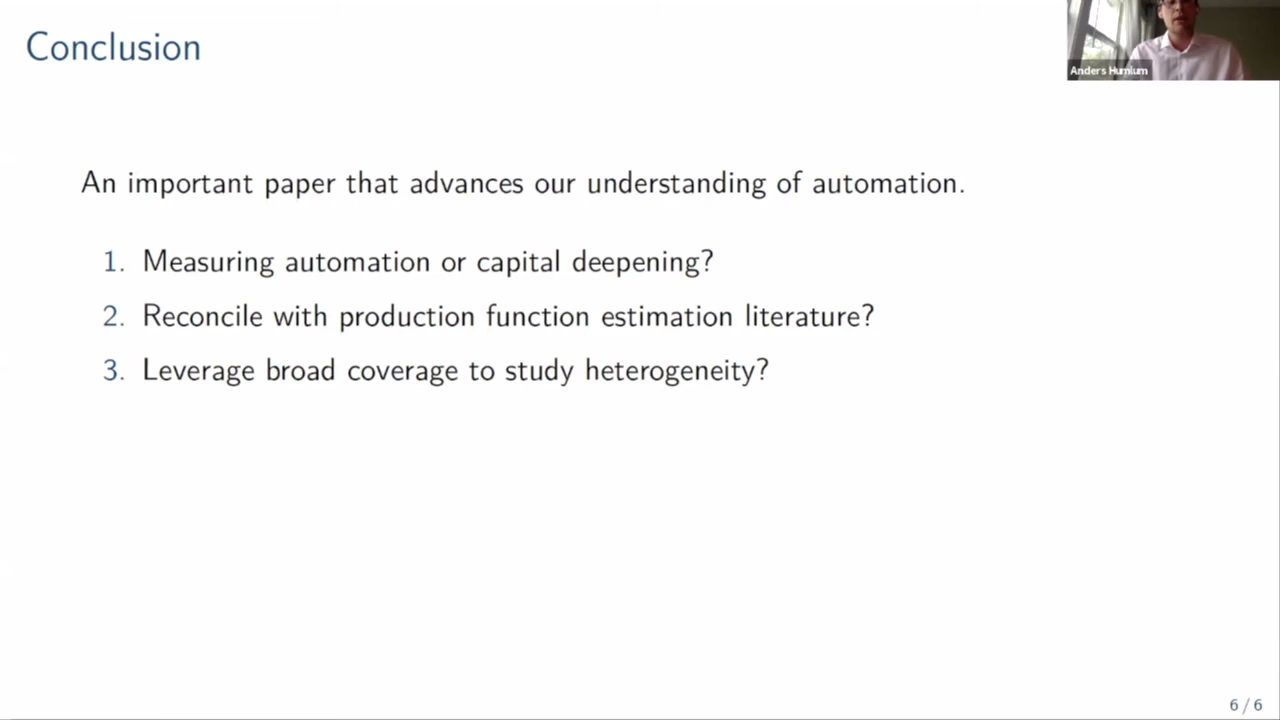 Conclusion
Anders Humlum
An important paper that advances our understanding of automation.
1. Measuring automation or capital deepening?
2. Reconcile with production function estimation literature?
3. Leverage broad coverage to study heterogeneity?
6 / 6